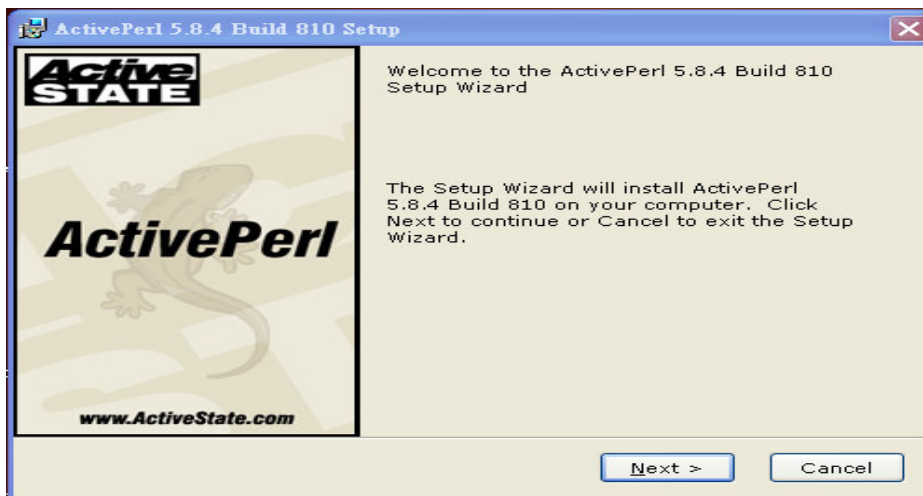 ActivePerl 5.8.4 Build 810 Setup
Active
STATE
ActivePerl
www.ActiveState.com
Welcome to the ActivePerl 5.8.4 Build 810
Setup Wizard
The Setup Wizard will install ActivePerl
5.8.4 Build 810 on your computer. Click
Next to continue or Cancel to exit the Setup
Wizard.
Next >
Cancel